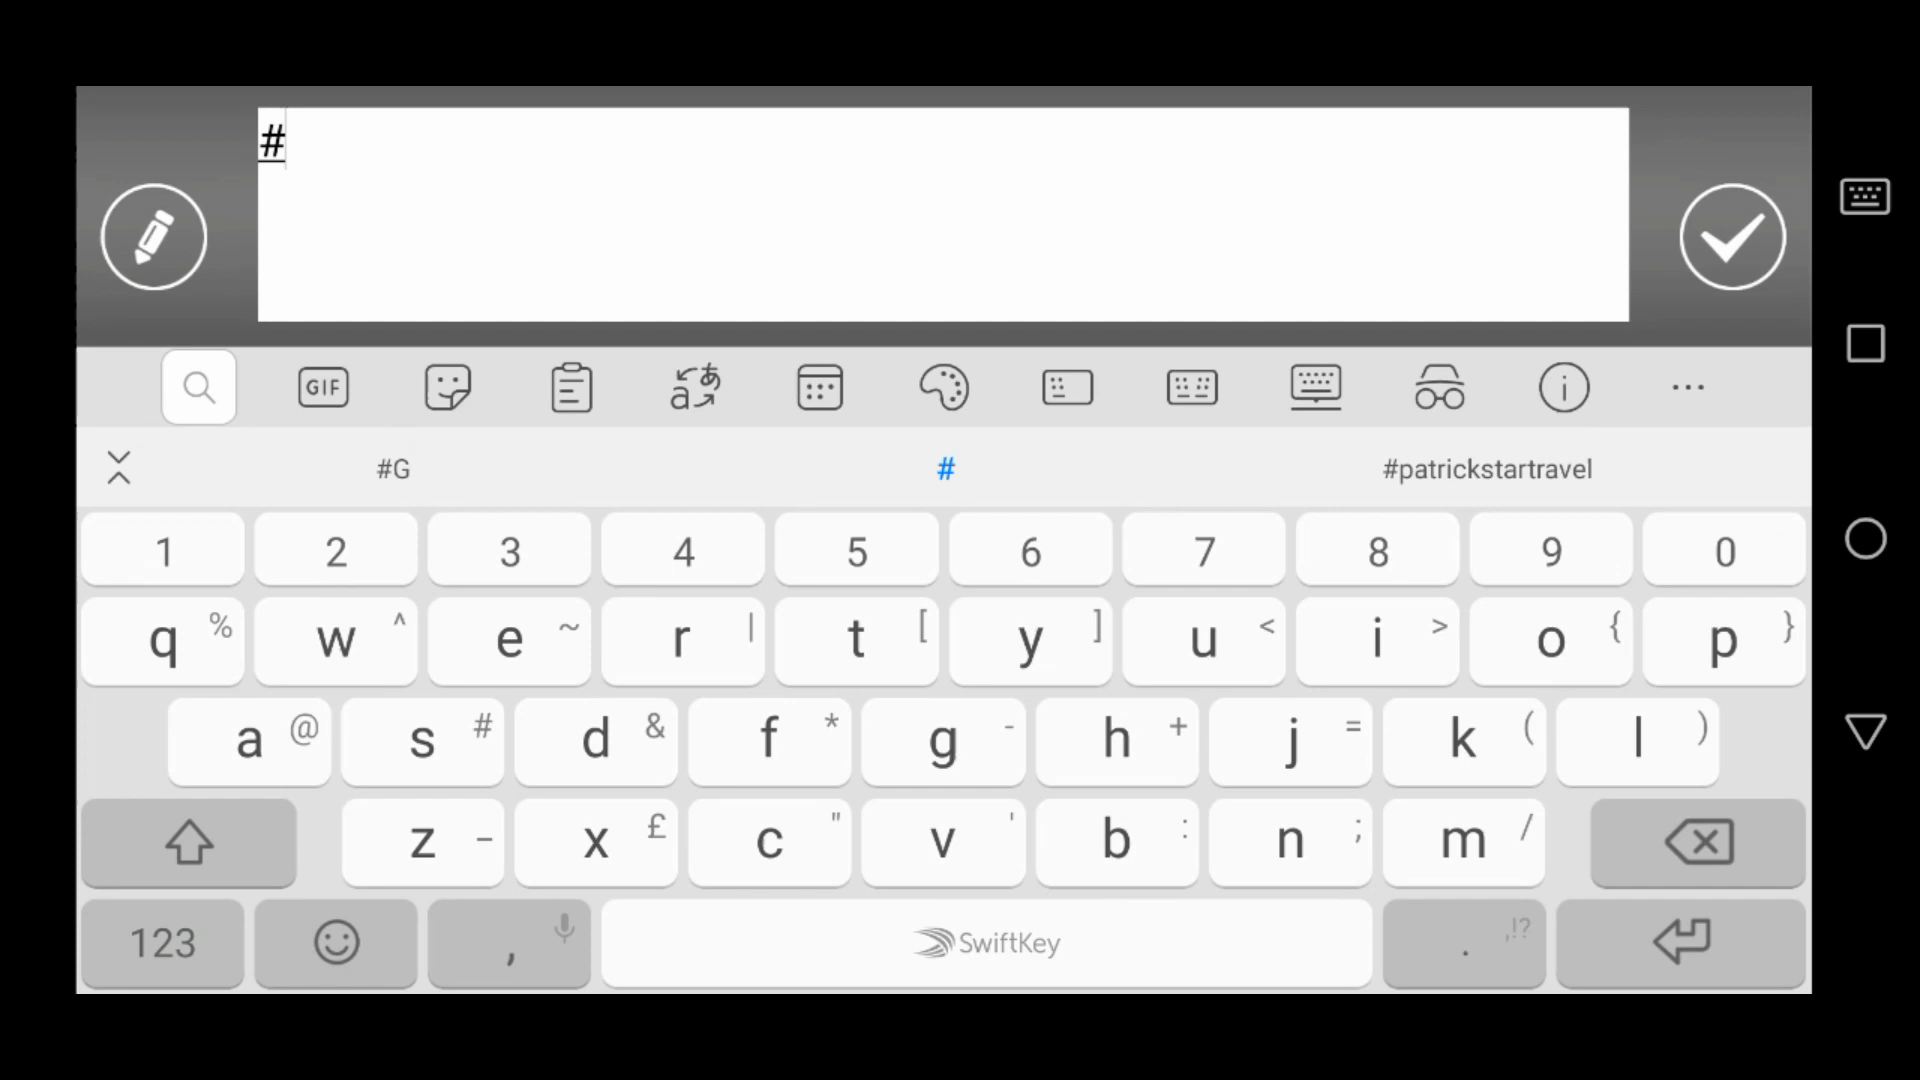 #
GIF
#G # #patrickstartravel
1 2 3 4 5 6 7 8 9 0
q % w ^ e ~ r | t [ y ] u < i > o { p }
a @ s # d & f * g - h + j = k ( l )
z _ x £ c " v ' b : n ; m /
123 , SwiftKey . ,!?